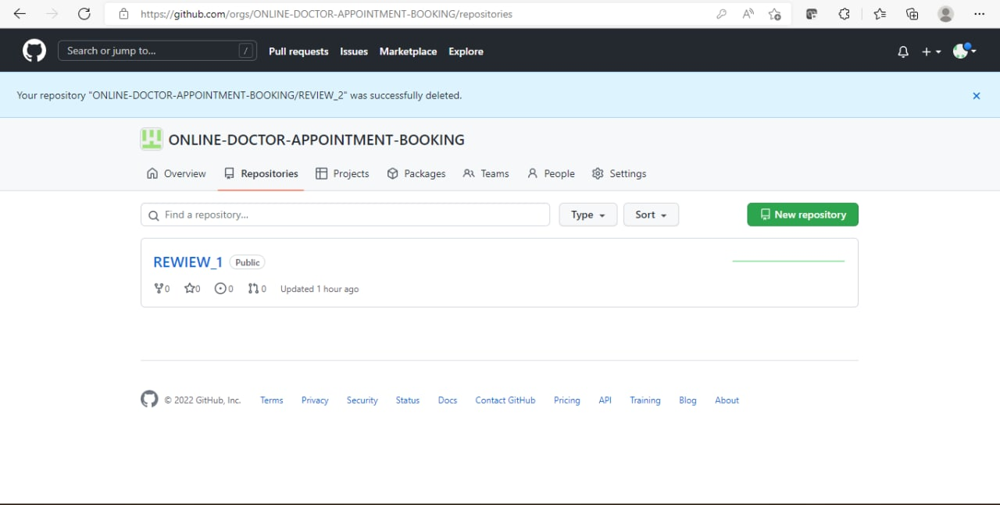 https://github.com/orgs/ONLINE-DOCTOR-APPOINTMENT-BOOKING/repositories
Search or jump to... / Pull requests Issues Marketplace Explore
Your repository "ONLINE-DOCTOR-APPOINTMENT-BOOKING/REVIEW_2" was successfully deleted.
ONLINE-DOCTOR-APPOINTMENT-BOOKING
Overview Repositories Projects Packages Teams People Settings
Find a repository... Type Sort New repository
REWIEW_1 Public
0 0 0 0 Updated 1 hour ago
© 2022 GitHub, Inc. Terms Privacy Security Status Docs Contact GitHub Pricing API Training Blog About